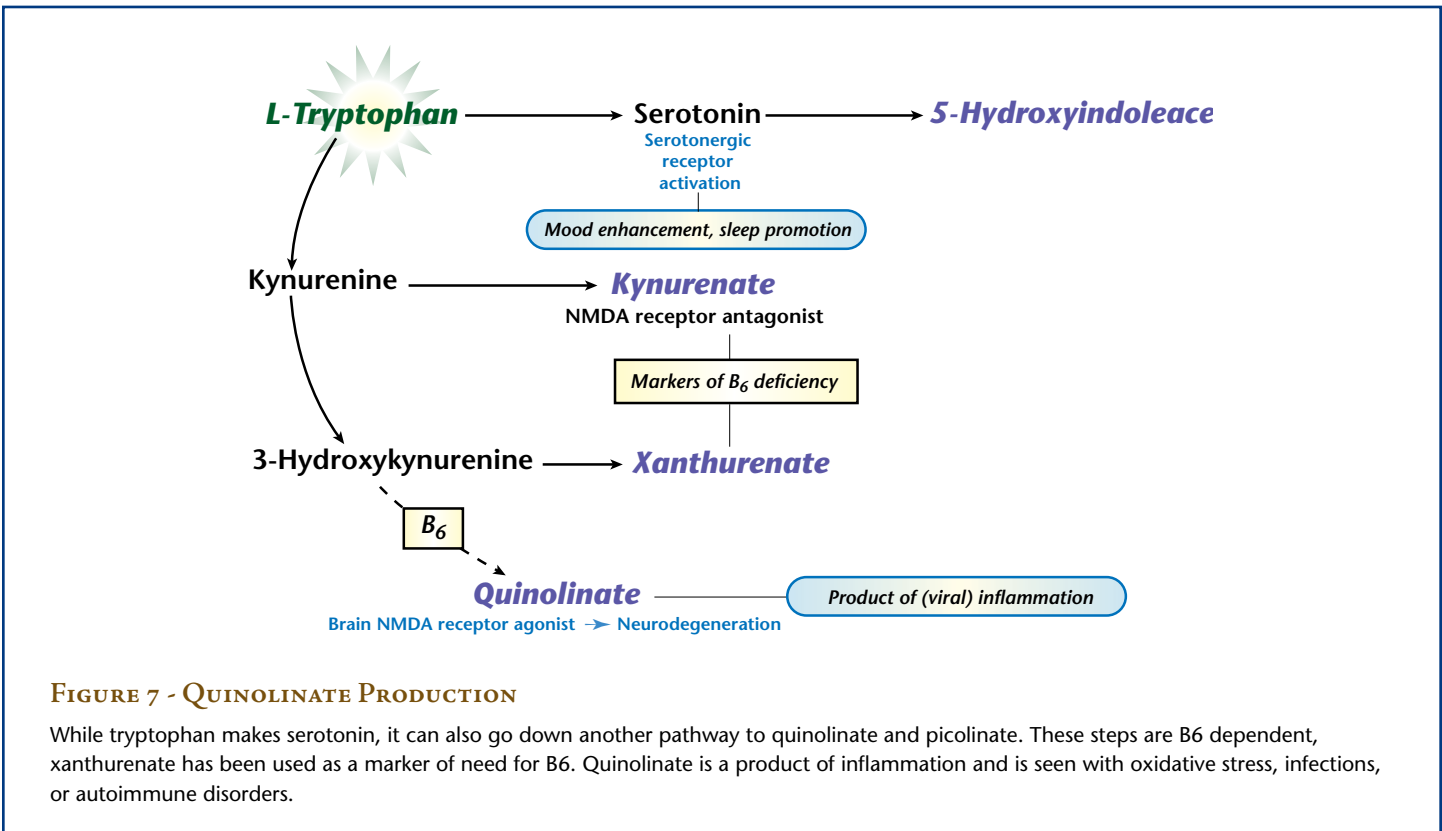 L-Tryptophan
Serotonin
5-Hydroxyindoleace
Serotonergic
receptor
activation
Mood enhancement, sleep promotion
Kynurenine
Kynurenate
NMDA receptor antagonist
Markers of B6 deficiency
3-Hydroxykynurenine
Xanthurenate
B6
Quinolinate
Product of (viral) inflammation
Brain NMDA receptor agonist
Neurodegeneration
Figure 7 - Quinolinate Production
While tryptophan makes serotonin, it can also go down another pathway to quinolinate and picolinate. These steps are B6 dependent,
xanthurenate has been used as a marker of need for B6. Quinolinate is a product of inflammation and is seen with oxidative stress, infections,
or autoimmune disorders.